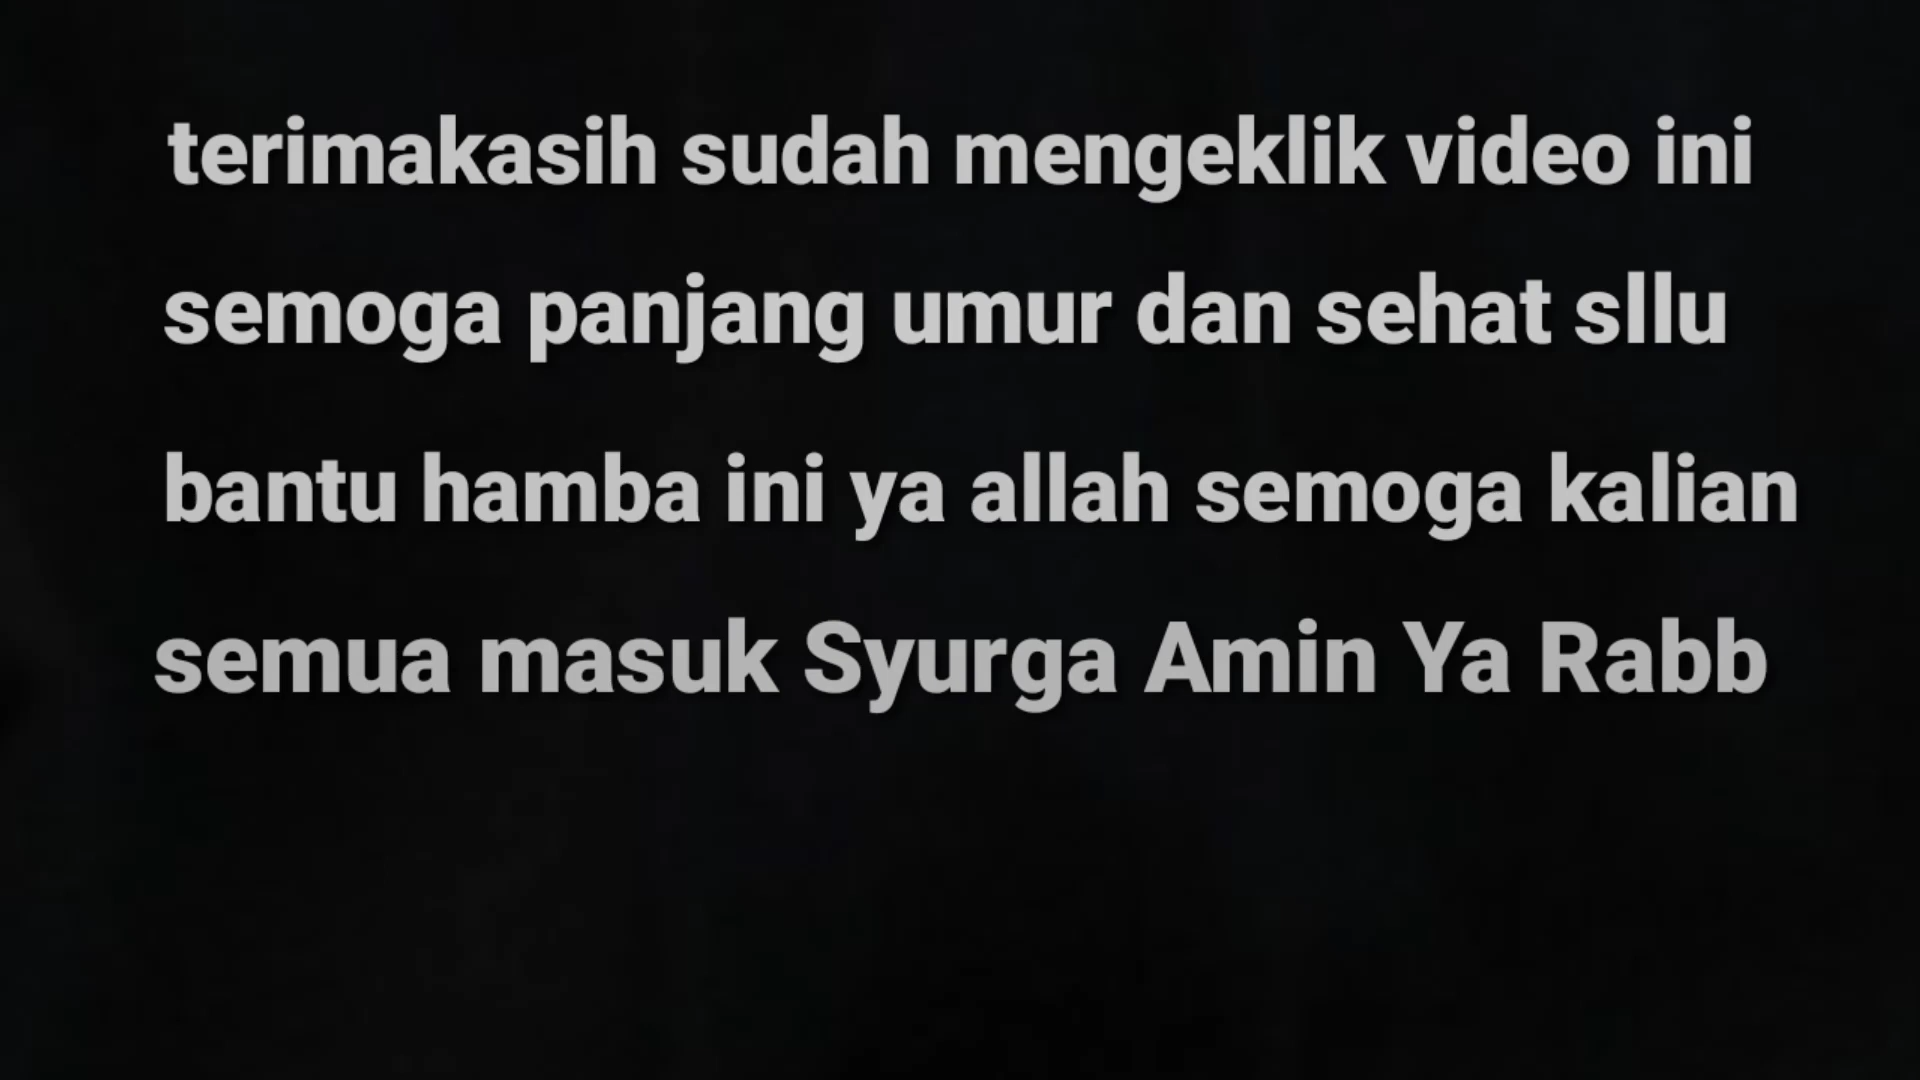 terimakasih sudah mengeklik video ini
semoga panjang umur dan sehat sllu
bantu hamba ini ya allah semoga kalian
semua masuk Syurga Amin Ya Rabb